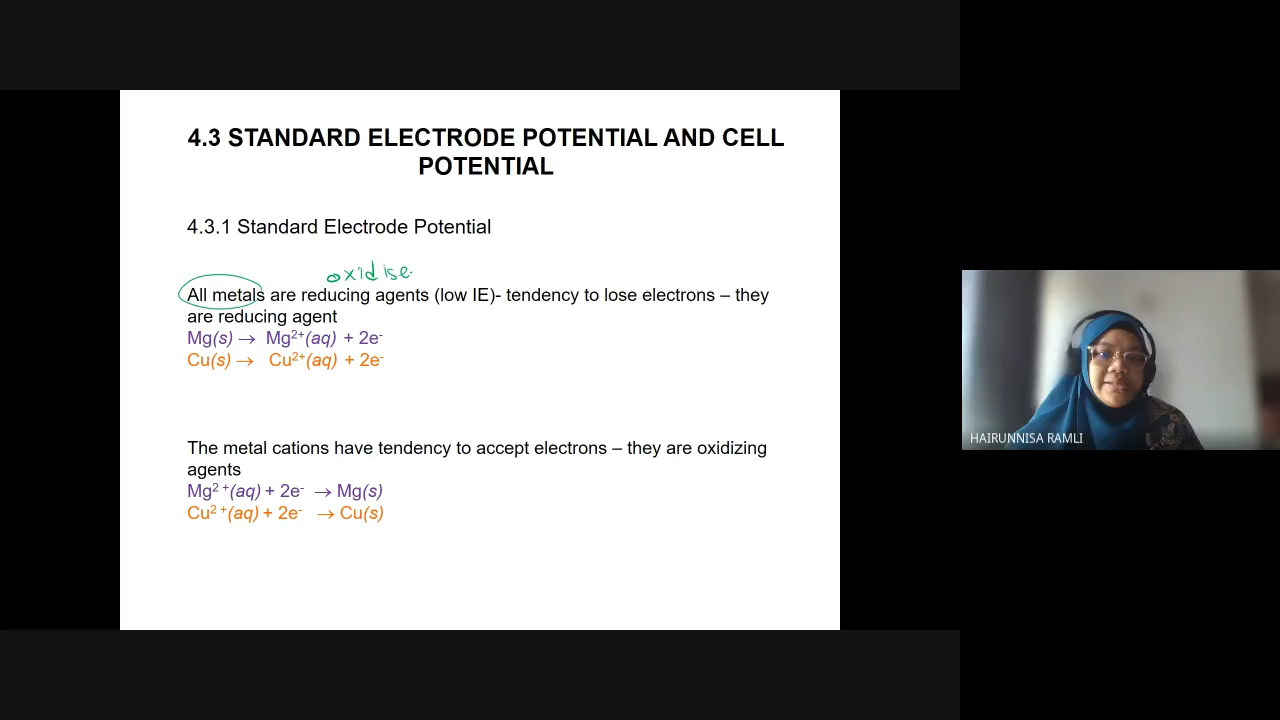 4.3 STANDARD ELECTRODE POTENTIAL AND CELL
POTENTIAL
4.3.1 Standard Electrode Potential
oxidise
All metals are reducing agents (low IE)- tendency to lose electrons – they
are reducing agent
Mg(s) → Mg²⁺(aq) + 2e⁻
Cu(s) → Cu²⁺(aq) + 2e⁻
The metal cations have tendency to accept electrons – they are oxidizing
agents
Mg² ⁺(aq) + 2e⁻ → Mg(s)
Cu² ⁺(aq) + 2e⁻ → Cu(s)
HAIRUNNISA RAMLI